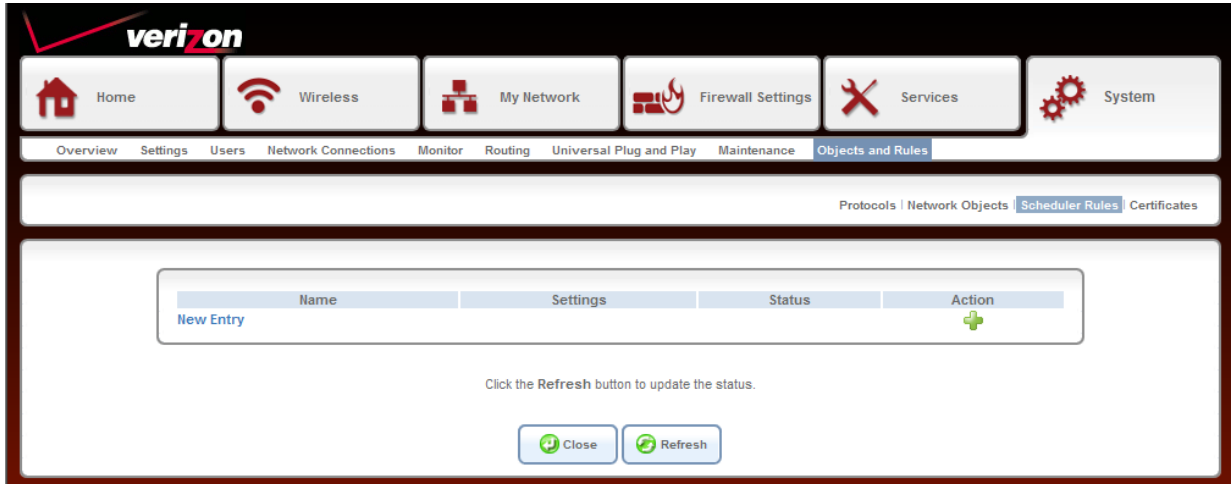 verizon
Home Wireless My Network Firewall Settings Services System
Overview Settings Users Network Connections Monitor Routing Universal Plug and Play Maintenance Objects and Rules
Protocols | Network Objects | Scheduler Rules | Certificates
Name Settings Status Action
New Entry
Click the Refresh button to update the status.
Close Refresh